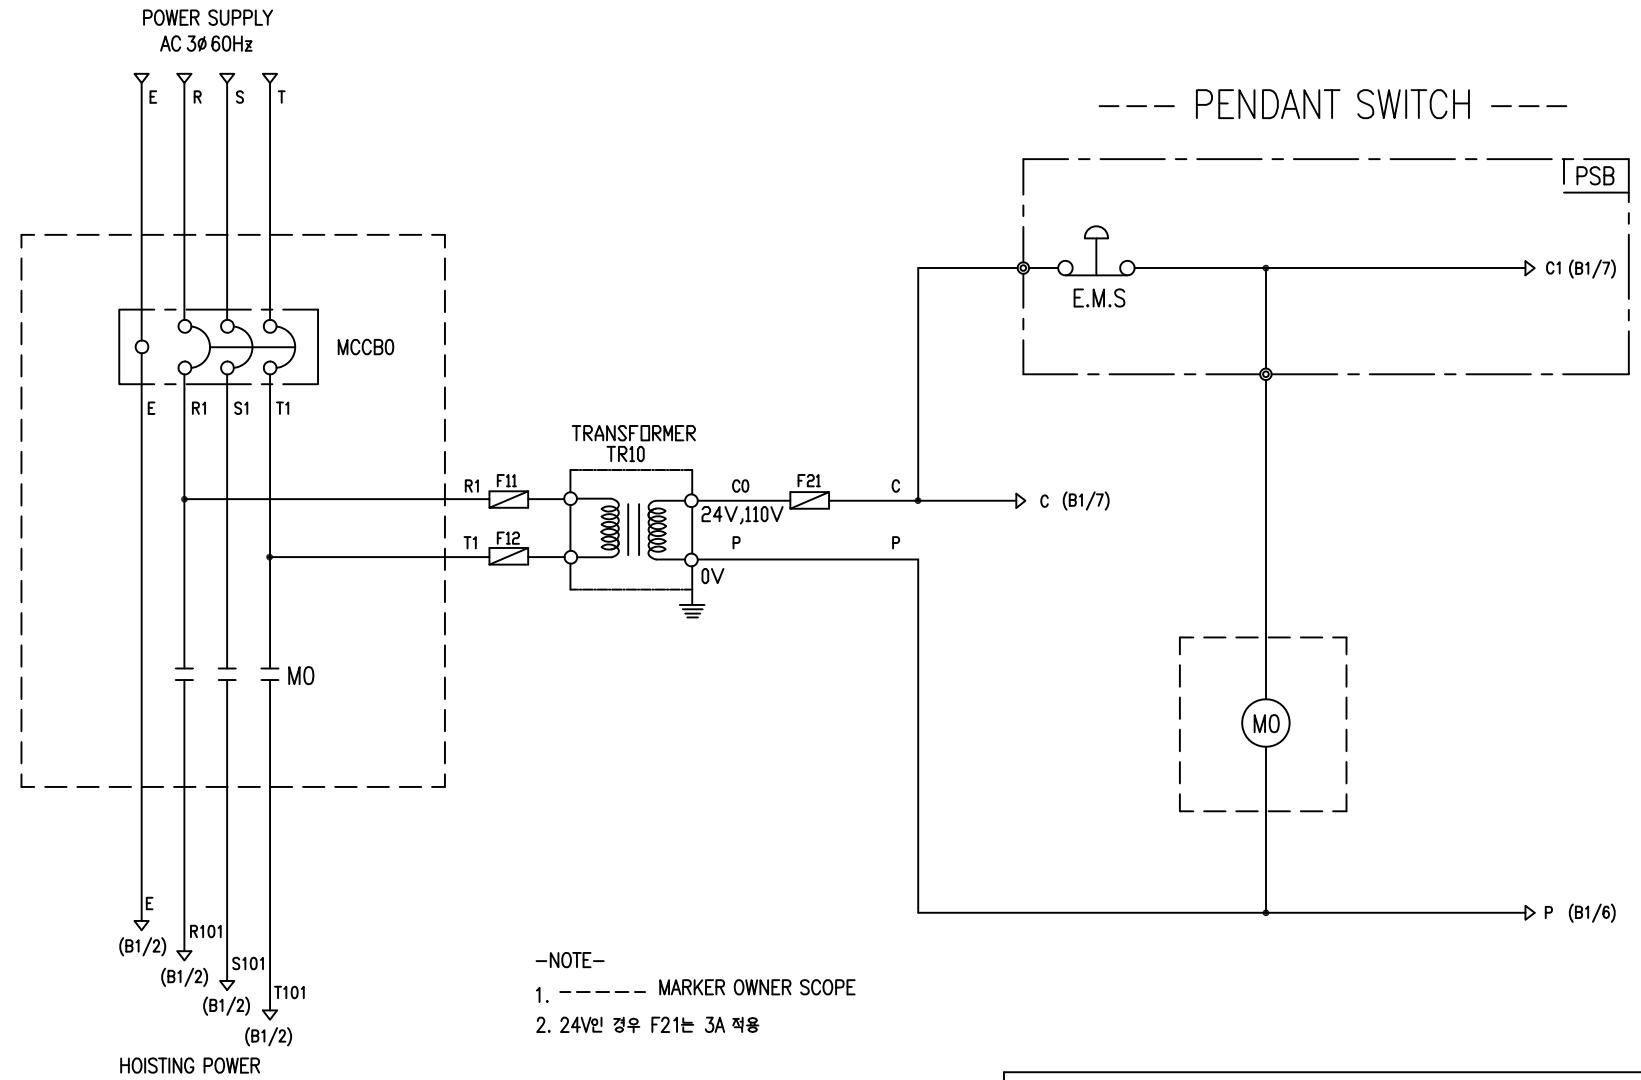 POWER SUPPLY
AC 3ø 60Hz
E R S T
--- PENDANT SWITCH ---
PSB
C1 (B1/7)
E.M.S
MCCB0
E R1 S1 T1
TRANSFORMER
TR10
R1 F11
C0 F21 C
C (B1/7)
24V,110V
T1 F12
P P
0V
M0
M0
E
R101
S101
T101
(B1/2)
(B1/2)
(B1/2)
(B1/2)
HOISTING POWER
P (B1/6)
-NOTE-
1. ------ MARKER OWNER SCOPE
2. 24V인 경우 F21는 3A 적용